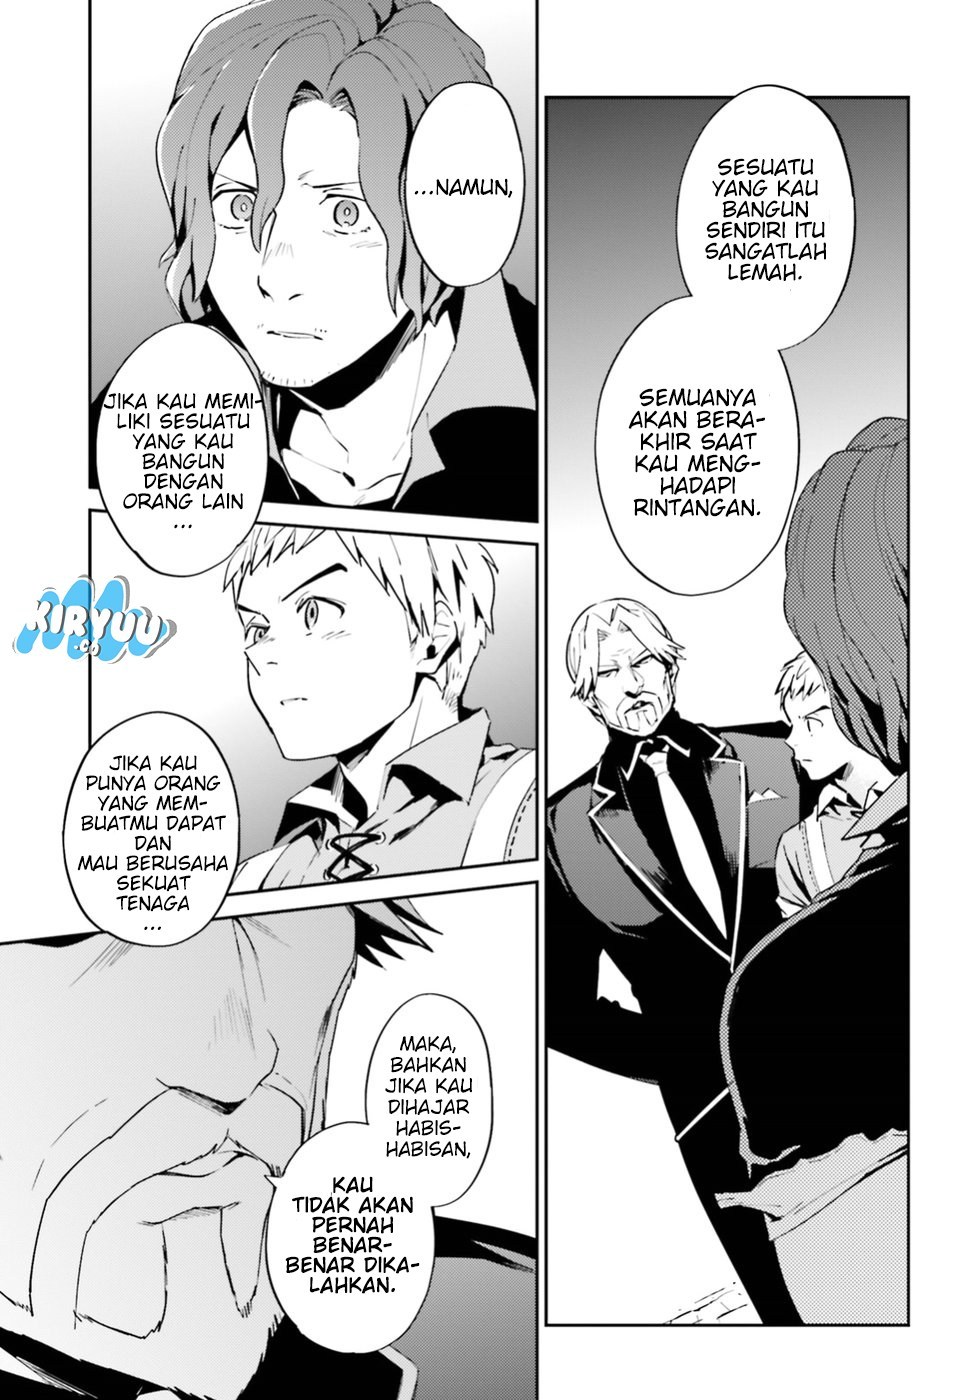 SESUATU
YANG KAU
BANGUN
SENDIRI ITU
SANGATLAH
LEMAH.
SEMUANYA
AKAN BERA-
KHIR SAAT
KAU MENG-
HADAPI
RINTANGAN.
...NAMUN,
JIKA KAU MEMI-
LIKI SESUATU
YANG KAU
BANGUN
DENGAN
ORANG LAIN
...
JIKA KAU
PUNYA ORANG
YANG MEM-
BUATMU DAPAT
DAN
MAU BERUSAHA
SEKUAT
TENAGA
...
MAKA,
BAHKAN
JIKA KAU
DIHAJAR
HABIS-
HABISAN,
KAU
TIDAK AKAN
PERNAH
BENAR-
BENAR DIKA-
LAHKAN.
KIRYUU
.CO